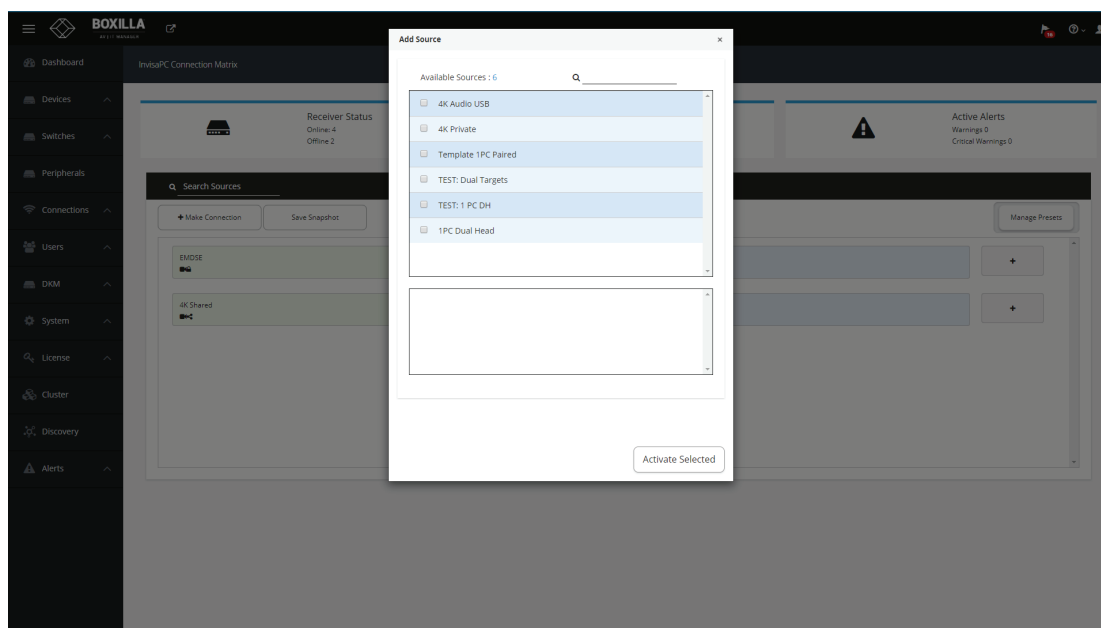 BOXILLA
Add Source
×
16
Dashboard
InvisaPC Connection Matrix
Available Sources : 6
Devices
4K Audio USB
Receiver Status
Online: 4
Offline 2
Active Alerts
Warnings 0
Critical Warnings 0
Switches
4K Private
Template 1PC Paired
Peripherals
TEST: Dual Targets
Search Sources
TEST: 1 PC DH
Connections
+ Make Connection
Save Snapshot
1PC Dual Head
Manage Presets
Users
EMDSE
+
DKM
4K Shared
+
System
License
Cluster
Discovery
Activate Selected
Alerts